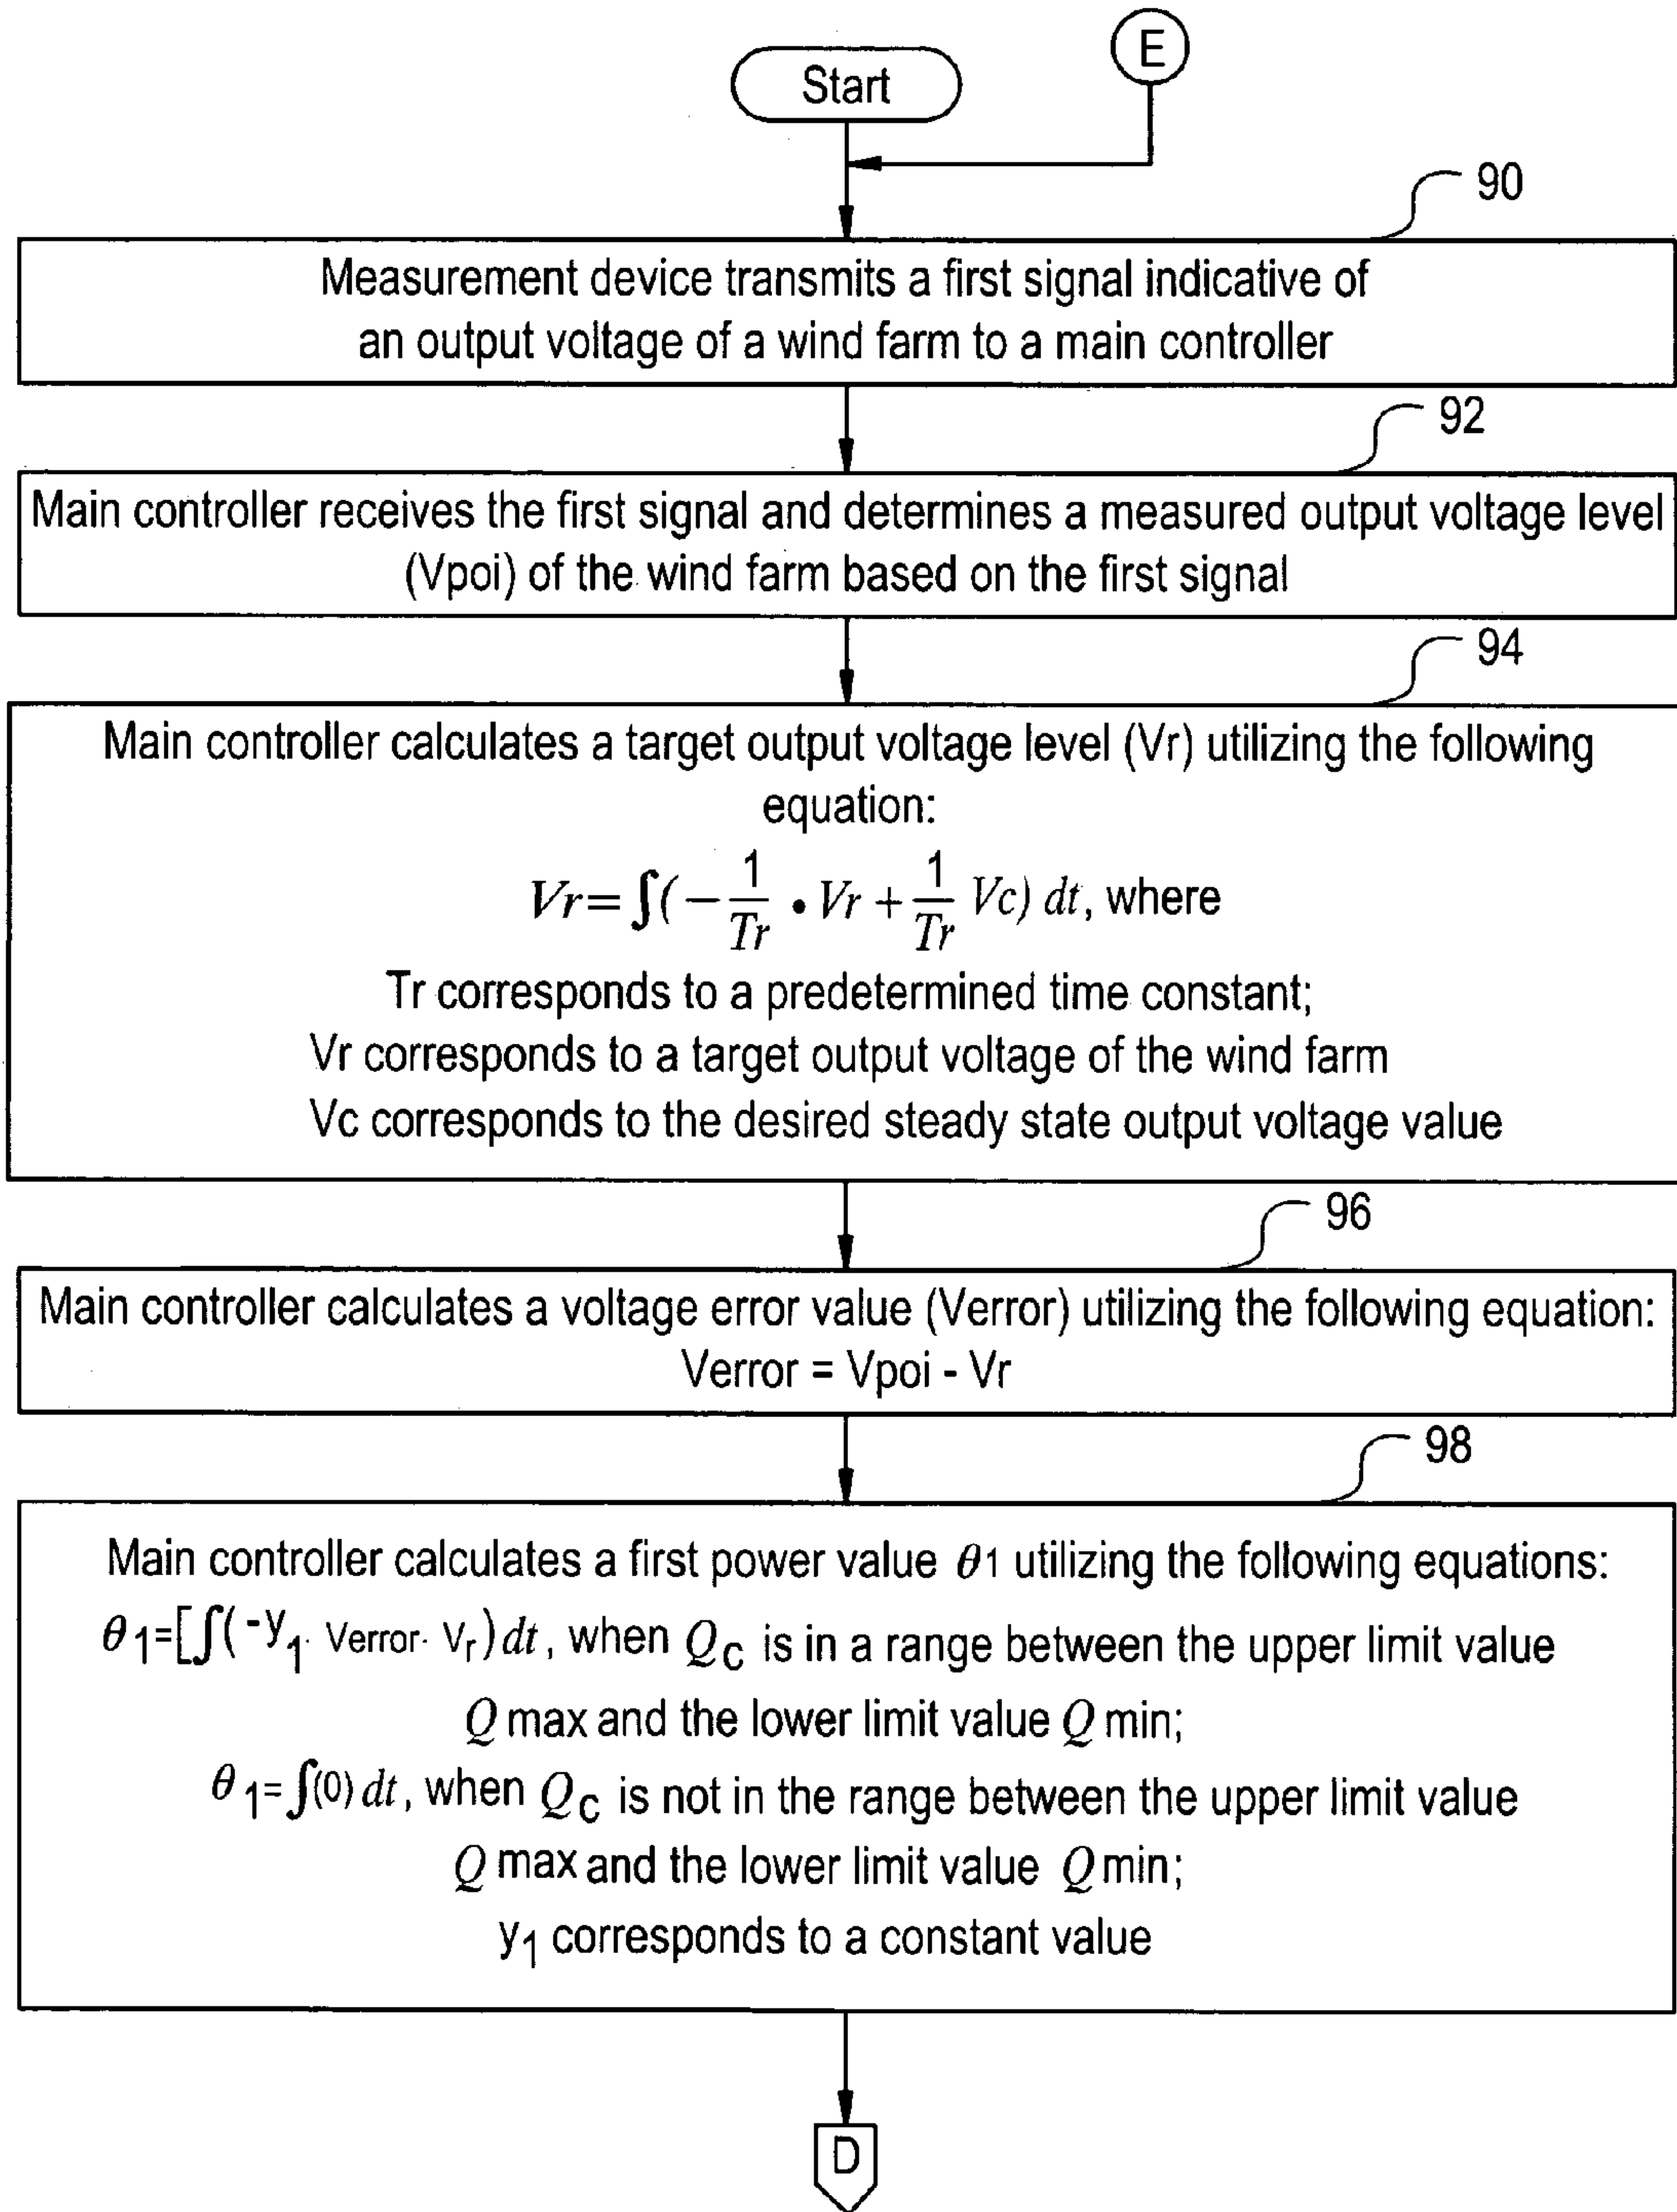 Start
E
90
Measurement device transmits a first signal indicative of
an output voltage of a wind farm to a main controller
92
Main controller receives the first signal and determines a measured output voltage level
(Vpoi) of the wind farm based on the first signal
94
Main controller calculates a target output voltage level (Vr) utilizing the following
equation:
Vr=∫(-1/Tr • Vr + 1/Tr Vc) dt, where
Tr corresponds to a predetermined time constant;
Vr corresponds to a target output voltage of the wind farm
Vc corresponds to the desired steady state output voltage value
96
Main controller calculates a voltage error value (Verror) utilizing the following equation:
Verror = Vpoi - Vr
98
Main controller calculates a first power value θ1 utilizing the following equations:
θ1=[∫(-y1· Verror· Vr) dt, when Qc is in a range between the upper limit value
Q max and the lower limit value Q min;
θ1=∫(0) dt, when Qc is not in the range between the upper limit value
Q max and the lower limit value Q min;
y1 corresponds to a constant value
D